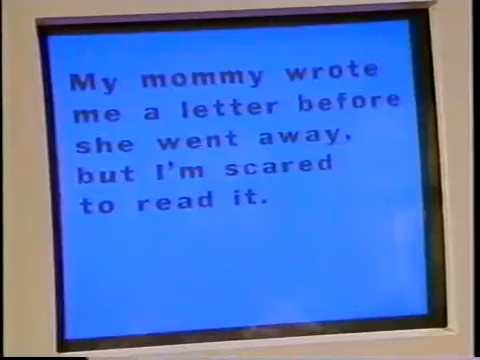 My mommy wrote
me a letter before
she went away,
but I'm scared
to read it.